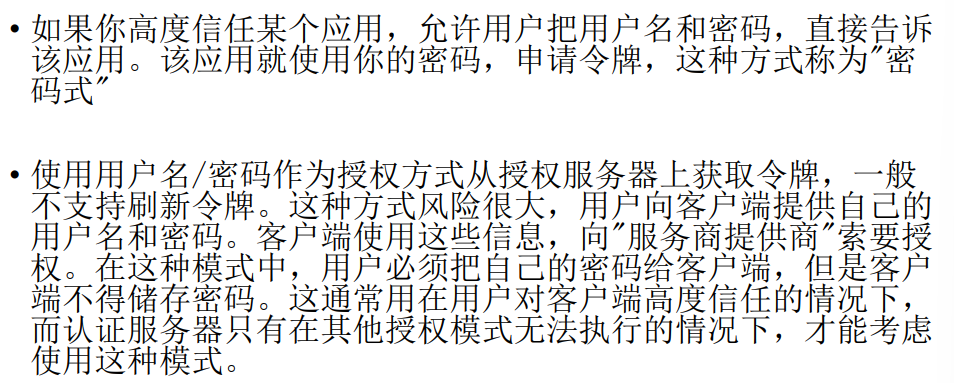 • 如果你高度信任某个应用，允许用户把用户名和密码，直接告诉
该应用。该应用就使用你的密码，申请令牌，这种方式称为"密
码式"
• 使用用户名/密码作为授权方式从授权服务器上获取令牌，一般
不支持刷新令牌。这种方式风险很大，用户向客户端提供自己的
用户名和密码。客户端使用这些信息，向"服务商提供商"索要授
权。在这种模式中，用户必须把自己的密码给客户端，但是客户
端不得储存密码。这通常用在用户对客户端高度信任的情况下，
而认证服务器只有在其他授权模式无法执行的情况下，才能考虑
使用这种模式。